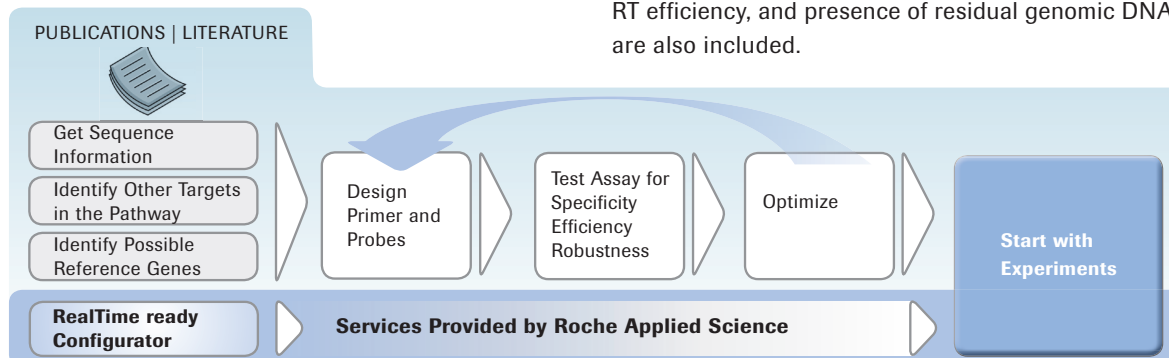 RT efficiency, and presence of residual genomic DNA
are also included.
PUBLICATIONS | LITERATURE
Get Sequence
Information
Identify Other Targets
in the Pathway
Identify Possible
Reference Genes
Design
Primer and
Probes
Test Assay for
Specificity
Efficiency
Robustness
Optimize
Start with
Experiments
RealTime ready
Configurator
Services Provided by Roche Applied Science